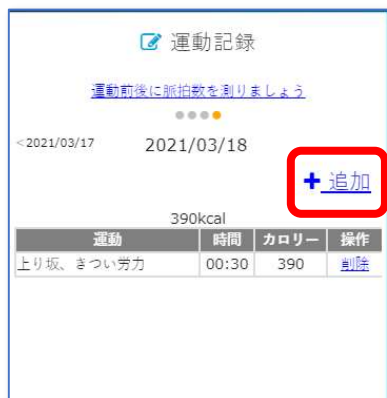 運動記録
運動前後に脈拍数を測りましょう
<2021/03/17 2021/03/18
+ 追加
390kcal
運動 時間 カロリー 操作
上り坂、きつい労力 00:30 390 削除